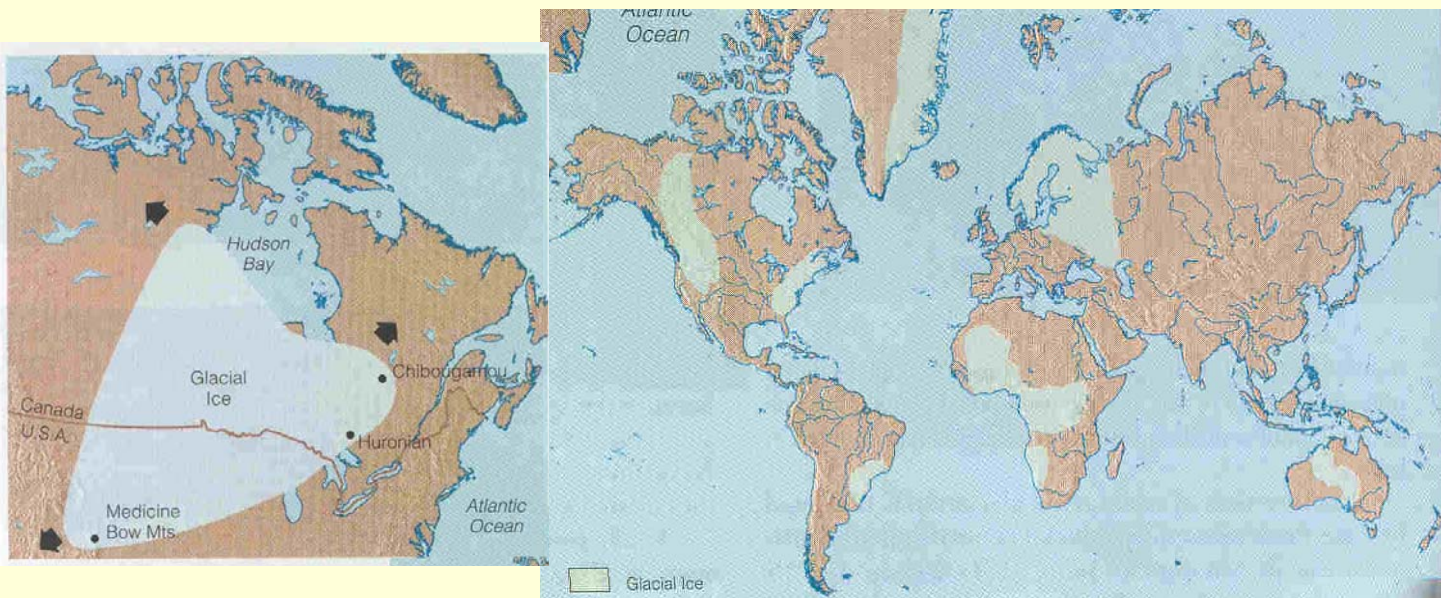 Hudson
Bay
Glacial
Ice
Chibougamou
Canada
U.S.A.
Huronian
Medicine
Bow Mts.
Atlantic
Ocean
Atlantic
Ocean
Glacial Ice